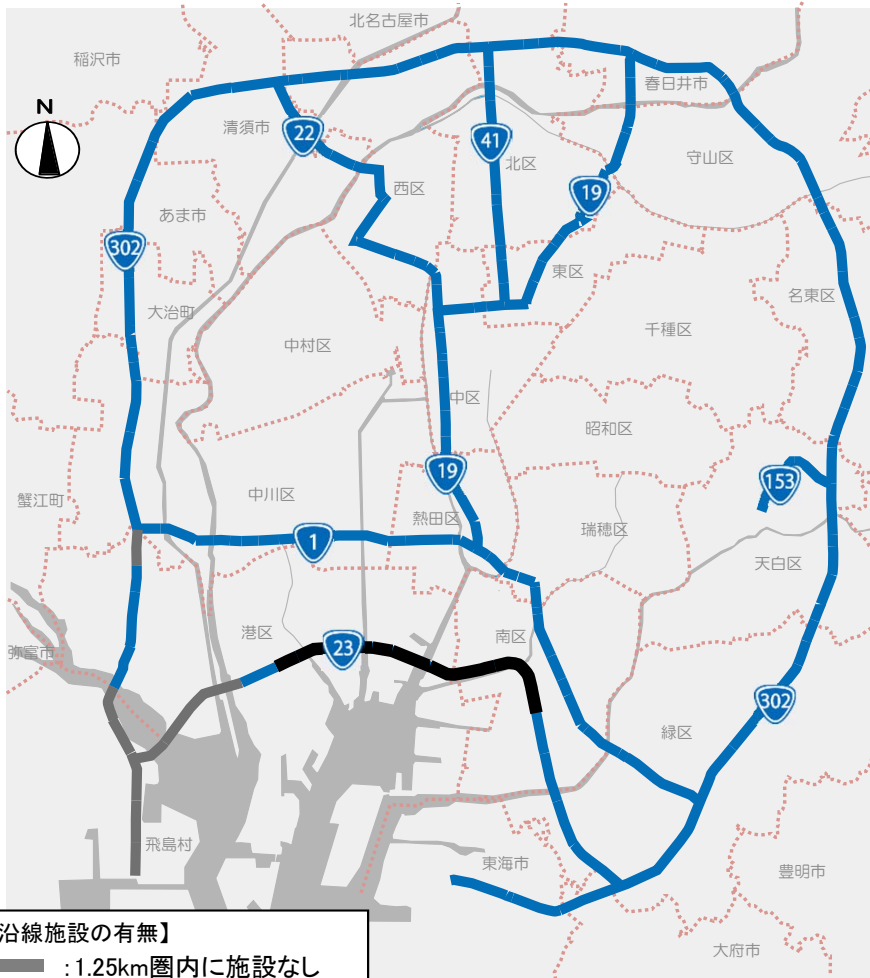 北名古屋市
稲沢市
春日井市
N
清須市
22
41
北区
守山区
西区
19
あま市
302
東区
名東区
大治町
千種区
中村区
中区
昭和区
19
153
中川区
蟹江町
熱田区
瑞穂区
1
天白区
港区
南区
弥富市
23
302
緑区
飛島村
東海市
豊明市
沿線施設の有無】
:1.25km圏内に施設なし
大府市